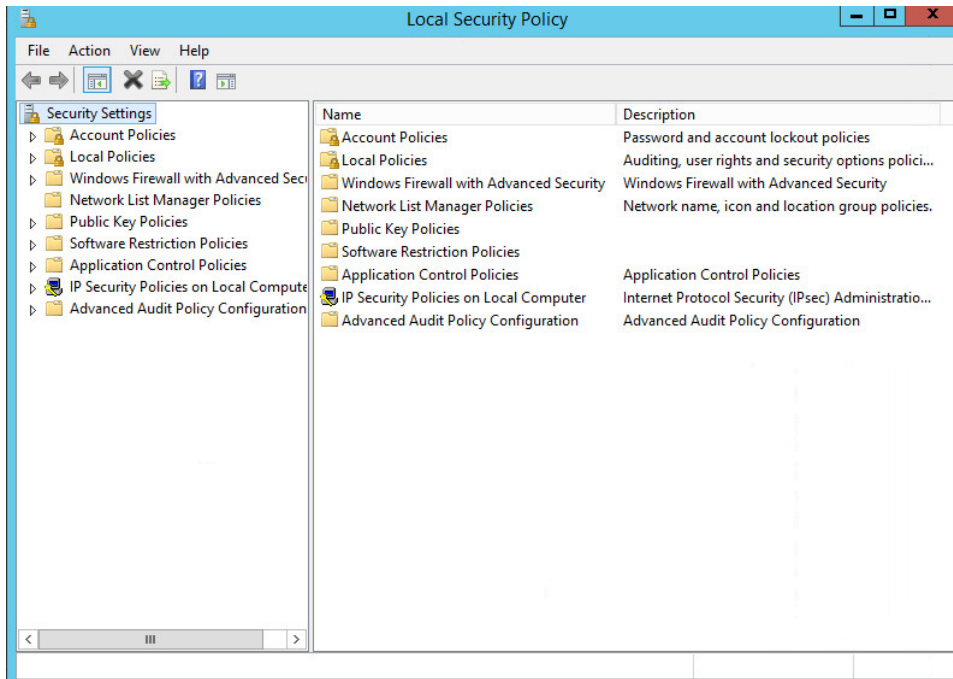 Local Security Policy
File Action View Help
Security Settings
Account Policies
Local Policies
Windows Firewall with Advanced Secu
Network List Manager Policies
Public Key Policies
Software Restriction Policies
Application Control Policies
IP Security Policies on Local Compute
Advanced Audit Policy Configuration
Name Description
Account Policies Password and account lockout policies
Local Policies Auditing, user rights and security options polici...
Windows Firewall with Advanced Security Windows Firewall with Advanced Security
Network List Manager Policies Network name, icon and location group policies.
Public Key Policies
Software Restriction Policies
Application Control Policies Application Control Policies
IP Security Policies on Local Computer Internet Protocol Security (IPsec) Administratio...
Advanced Audit Policy Configuration Advanced Audit Policy Configuration